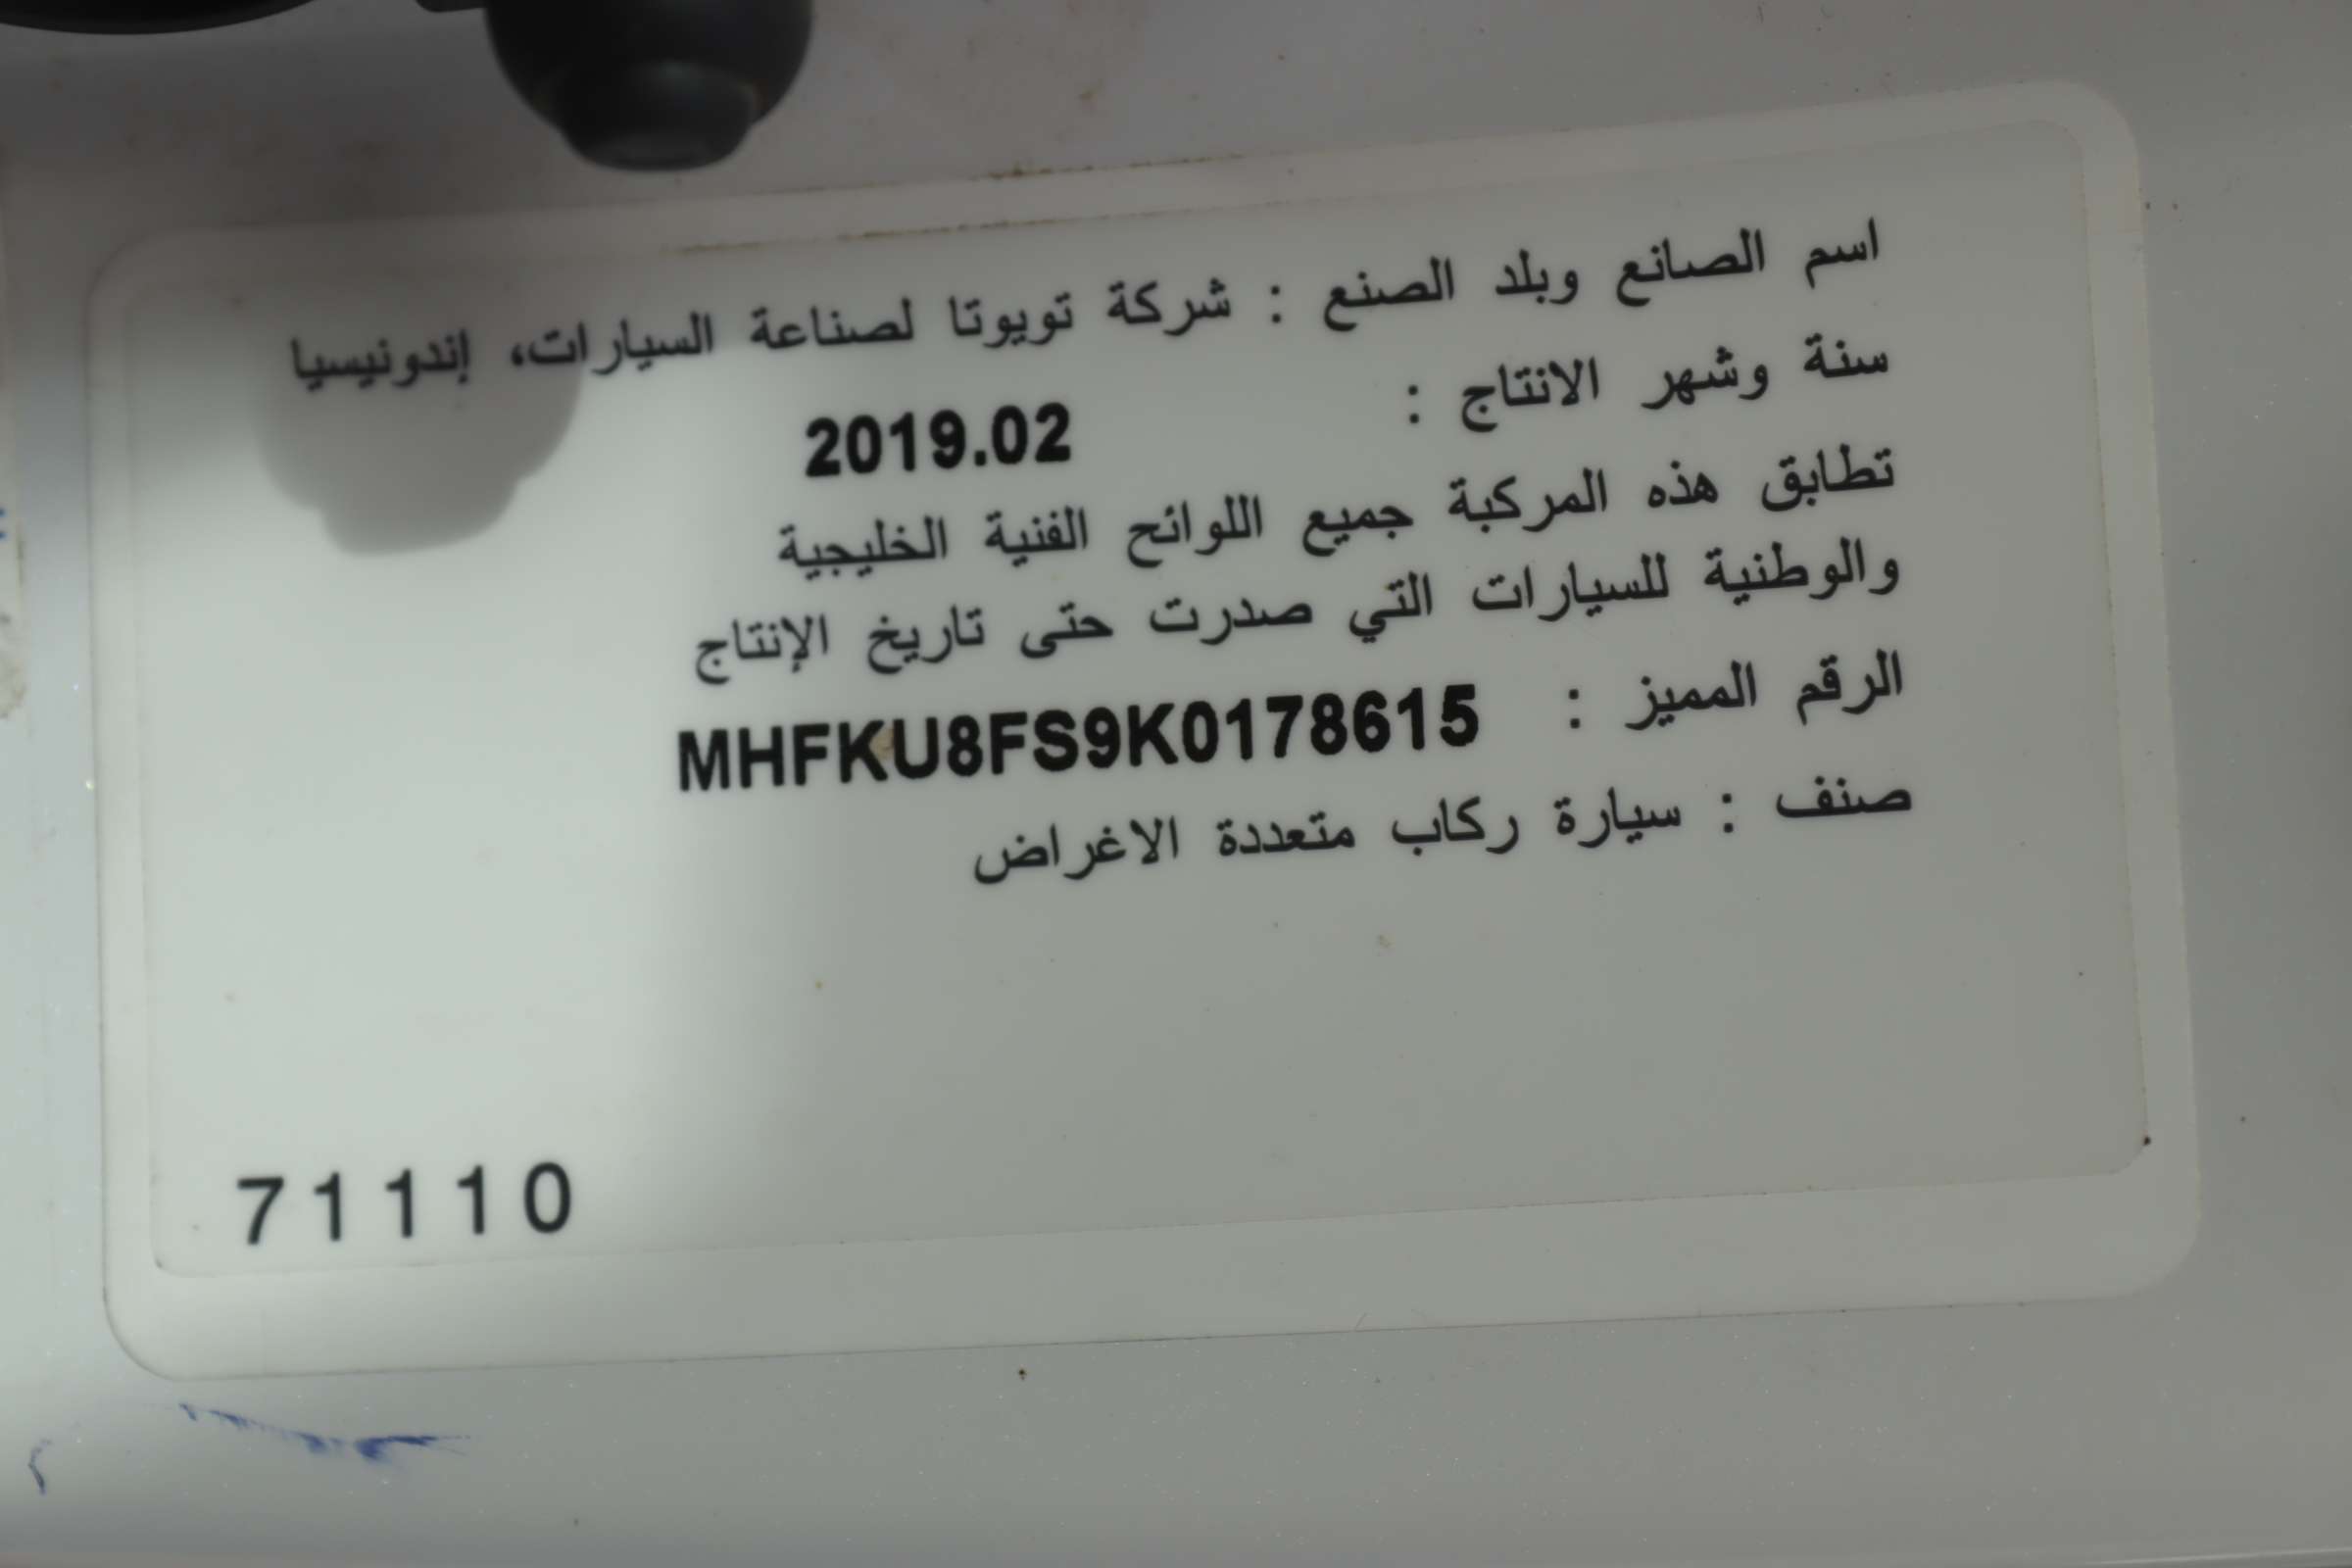 اسم الصانع وبلد الصنع : شركة تويوتا لصناعة السيارات، إندونيسيا
سنة وشهر الانتاج : 2019.02
تطابق هذه المركبة جميع اللوائح الفنية الخليجية
والوطنية للسيارات التي صدرت حتى تاريخ الإنتاج
الرقم المميز : MHFKU8FS9K0178615
صنف : سيارة ركاب متعددة الاغراض
71110